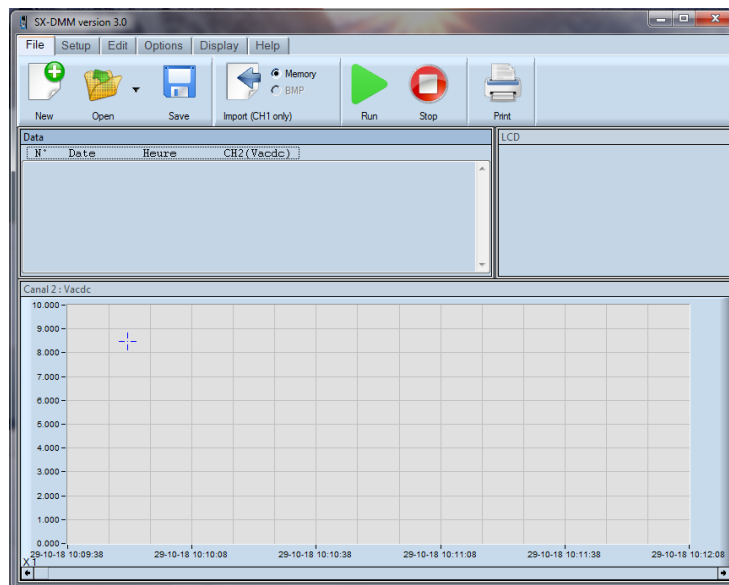 SX-DMM version 3.0
File Setup Edit Options Display Help
Memory
BMP
New Open Save Import (CH1 only) Run Stop Print
Data LCD
N° Date Heure CH2(Vacdc)
Canal 2 : Vacdc
10.000
9.000
8.000
7.000
6.000
5.000
4.000
3.000
2.000
1.000
0.000
29-10-18 10:09:38 29-10-18 10:10:08 29-10-18 10:10:38 29-10-18 10:11:08 29-10-18 10:11:38 29-10-18 10:12:08
X1